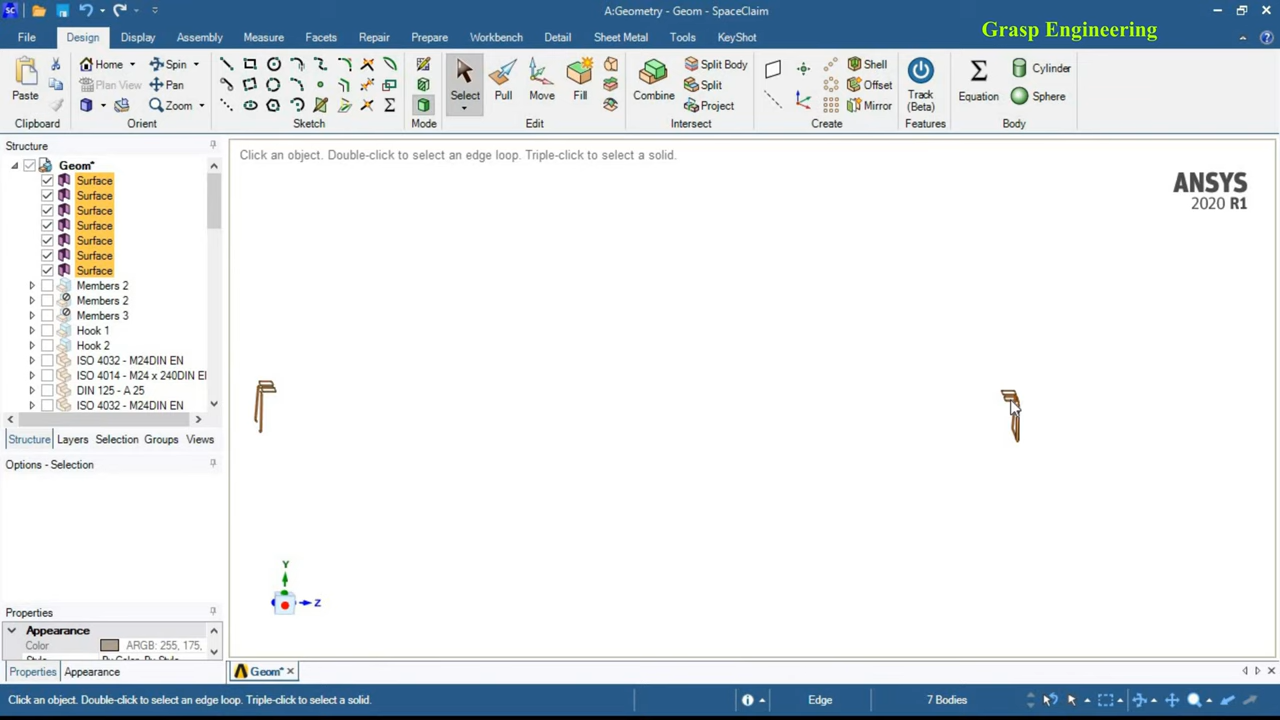 A:Geometry - Geom - SpaceClaim
Grasp Engineering
File Design Display Assembly Measure Facets Repair Prepare Workbench Detail Sheet Metal Tools KeyShot
Home Spin Split Body Shell Cylinder
Plan View Pan Split Offset Sphere
Zoom Project Mirror
Paste Select Pull Move Fill Combine Track (Beta) Equation
Clipboard Orient Sketch Mode Edit Intersect Create Features Body
Structure
Click an object. Double-click to select an edge loop. Triple-click to select a solid.
Geom*
Surface
Surface
Surface
Surface
Surface
Surface
Surface
Members 2
Members 2
Members 3
Hook 1
Hook 2
ISO 4032 - M24DIN EN
ISO 4014 - M24 x 240DIN EI
DIN 125 - A 25
ISO 4032 - M24DIN EN
ANSYS
2020 R1
Structure Layers Selection Groups Views
Options - Selection
Y
Z
Properties
Appearance
Color ARGB: 255, 175,
Properties Appearance
Geom*
Click an object. Double-click to select an edge loop. Triple-click to select a solid. Edge 7 Bodies